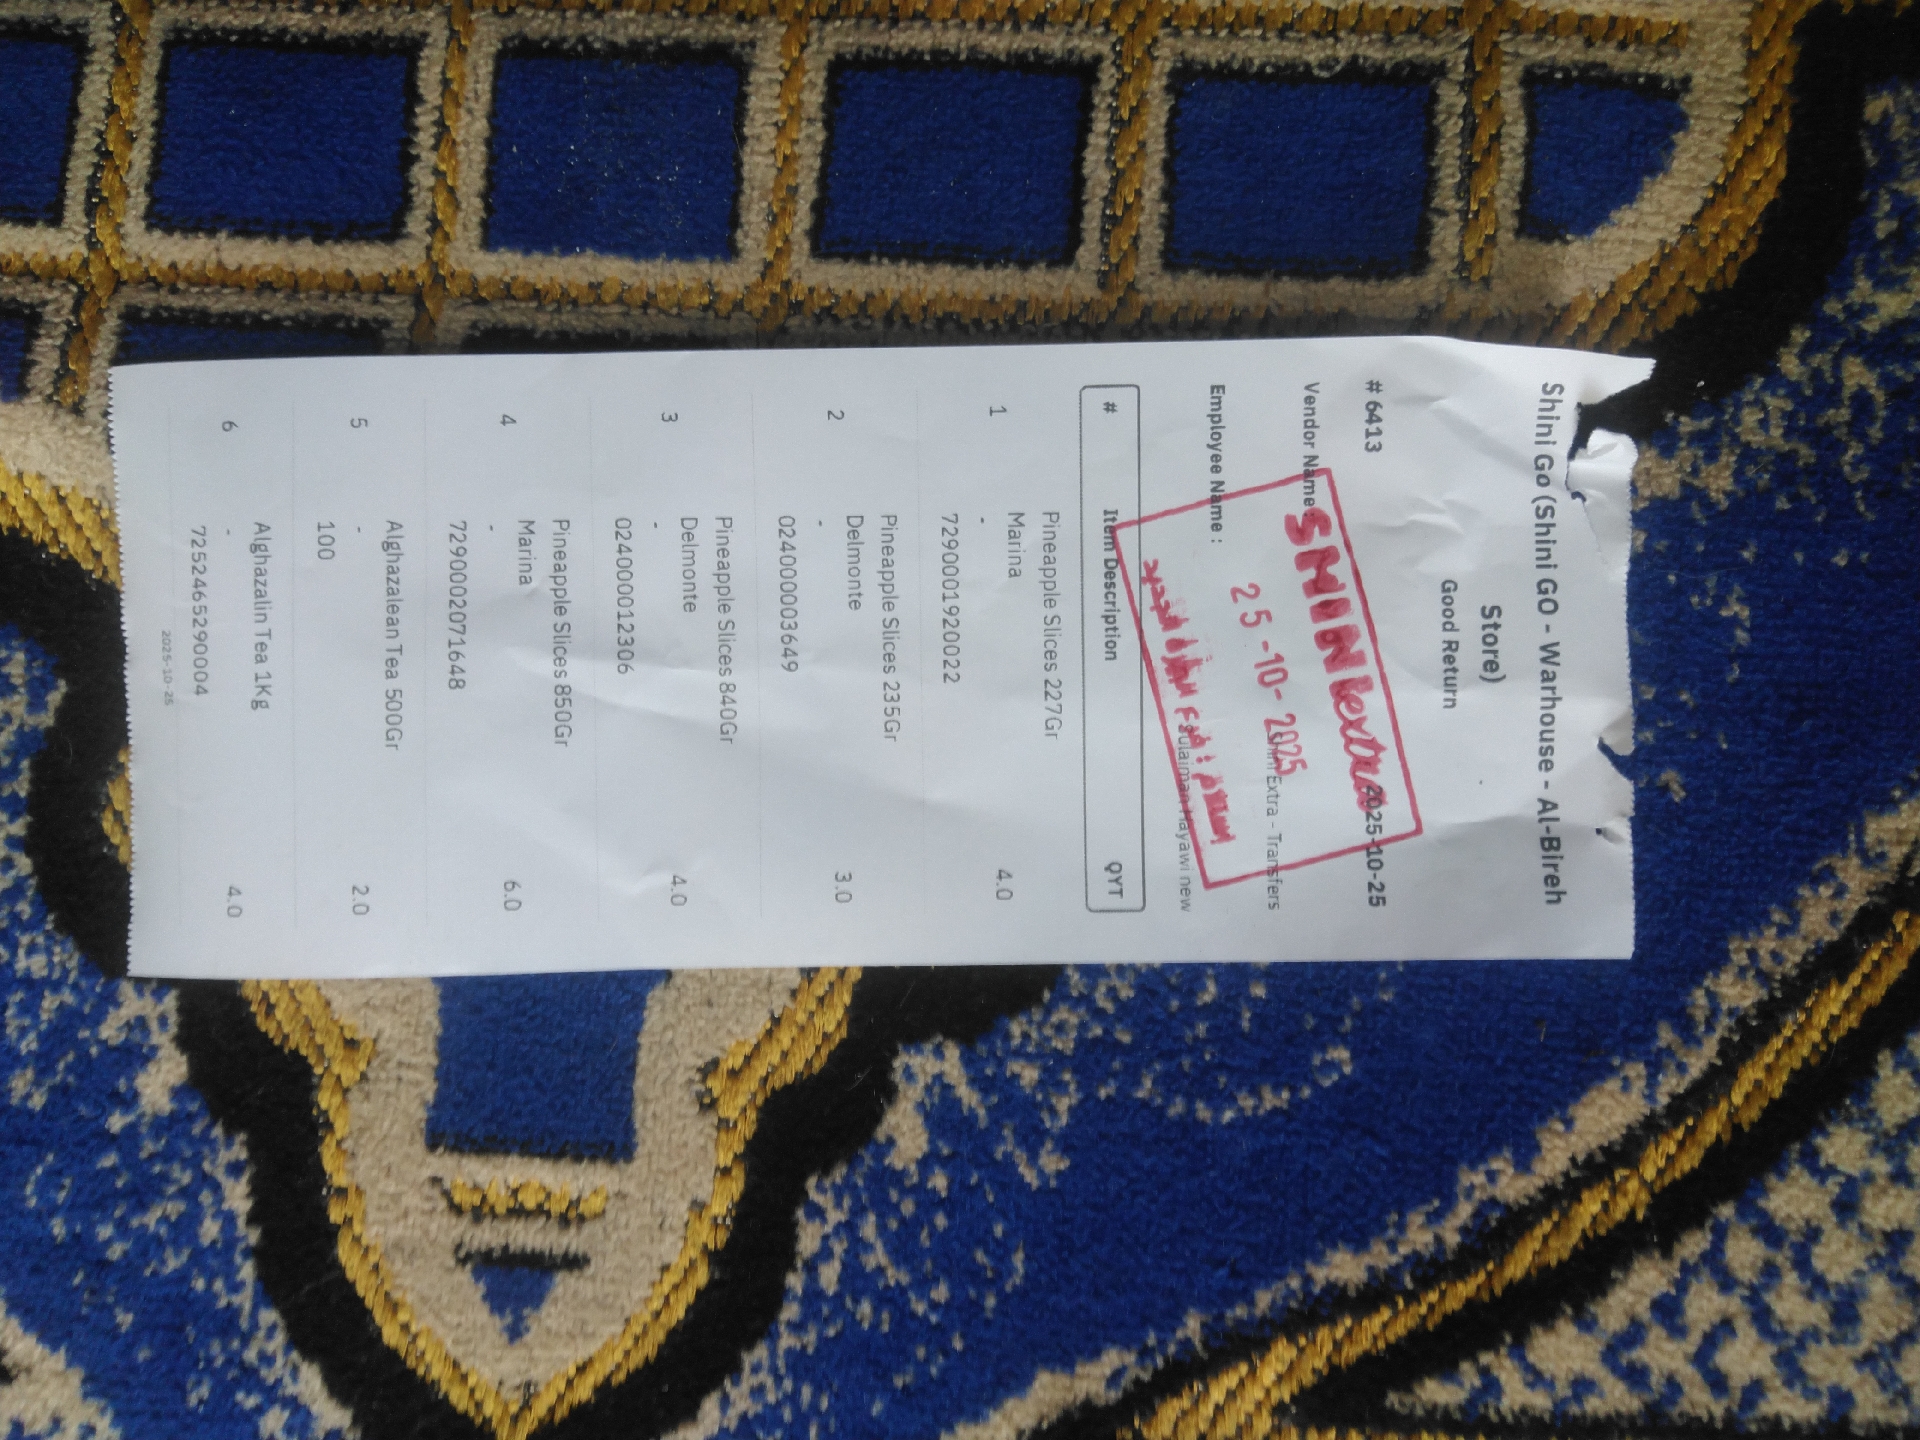 Shini Go (Shini GO - Warhouse - Al-Bireh
Store)
Good Return
# 6413 2025-10-25
Vendor Name: Shini Extra - Transfers
Employee Name : Sulaiman Hayawi new
SHINI extra
25-10-2025
# Item Description QYT
1 Pineapple Slices 227Gr 4.0
Marina
-
7290001920022
2 Pineapple Slices 235Gr 3.0
Delmonte
-
024000003649
3 Pineapple Slices 840Gr 4.0
Delmonte
-
024000012306
4 Pineapple Slices 850Gr 6.0
Marina
-
7290002071648
5 Alghazalean Tea 500Gr 2.0
-
100
6 Alghazalin Tea 1Kg 4.0
-
7252465290004
2025-10-25